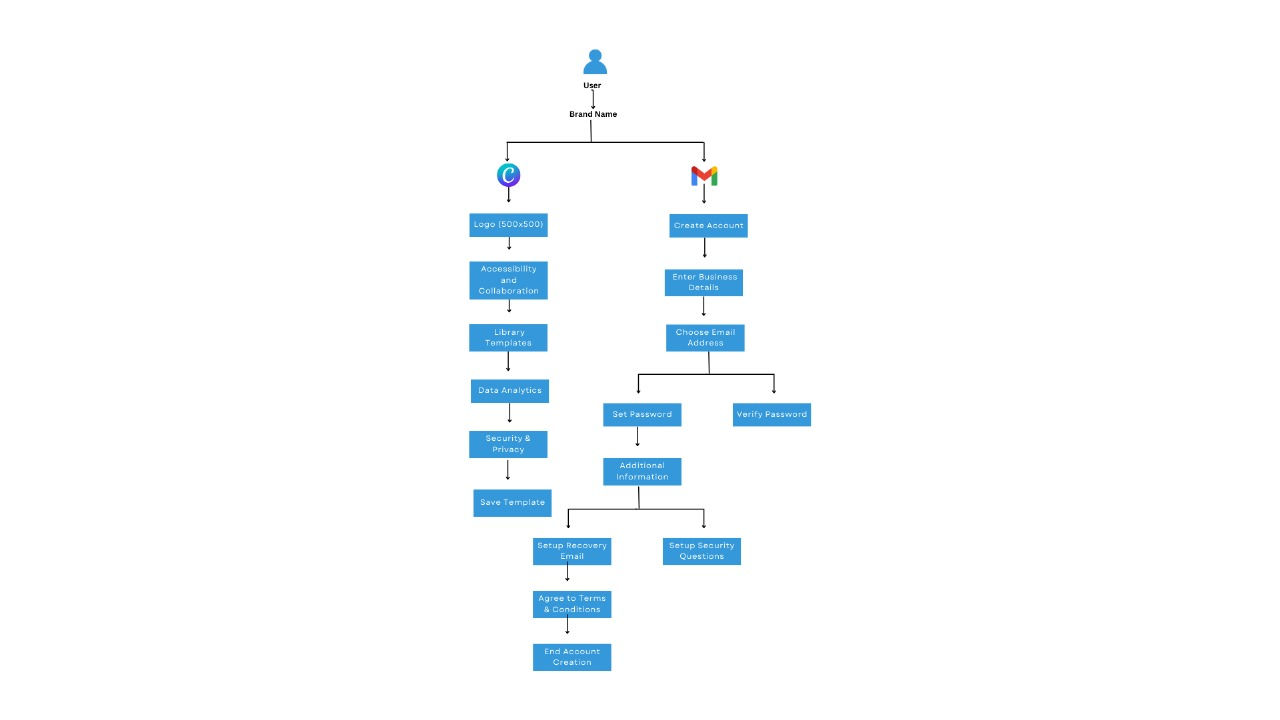 User
Brand Name
C
Logo (500x500)
Create Account
Accessibility
and
Collaboration
Enter Business
Details
Library
Templates
Choose Email
Address
Data Analytics
Set Password
Verify Password
Security &
Privacy
Additional
Information
Save Template
Setup Recovery
Email
Setup Security
Questions
Agree to Terms
& Conditions
End Account
Creation